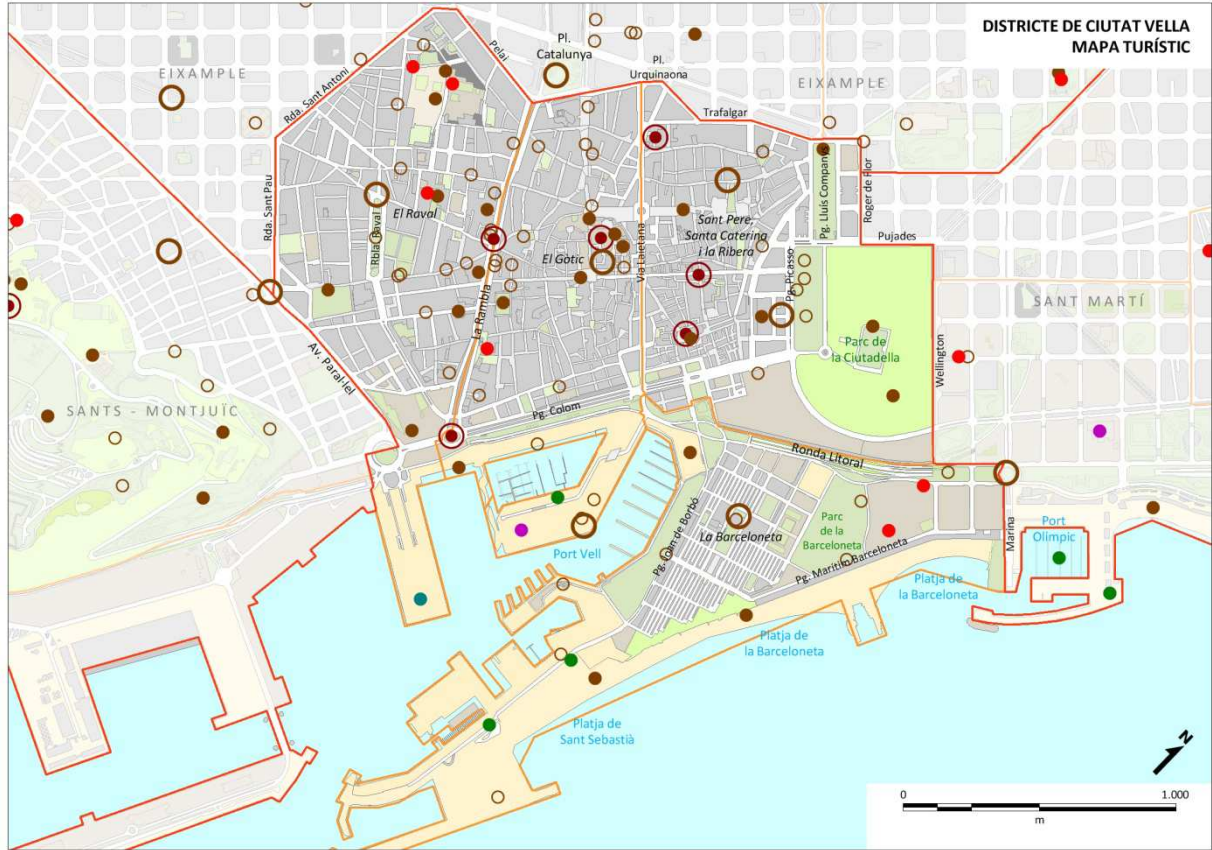 DISTRICTE DE CIUTAT VELLA
MAPA TURÍSTIC
Pl.
Catalunya
Pelai
Pl.
Urquinaona
EIXAMPLE
EIXAMPLE
Rda. Sant Antoni
Trafalgar
Pg. Lluís Companys
Roger de Flor
Rda. Sant Pau
Rbla. Raval
El Raval
El Gòtic
Via Laietana
Sant Pere,
Santa Caterina
i la Ribera
Pujades
Pg. Picasso
La Rambla
SANT MARTÍ
Av. Paral·lel
Parc de
la Ciutadella
Wellington
SANTS - MONTJUÏC
Pg. Colom
Ronda Litoral
Pg. Joan de Borbó
La Barceloneta
Parc
de la
Barceloneta
Port Vell
Pg. Marítim Barceloneta
Marina
Port
Olímpic
Platja de
la Barceloneta
Platja de
la Barceloneta
Platja de
Sant Sebastià
N
0
1.000
m